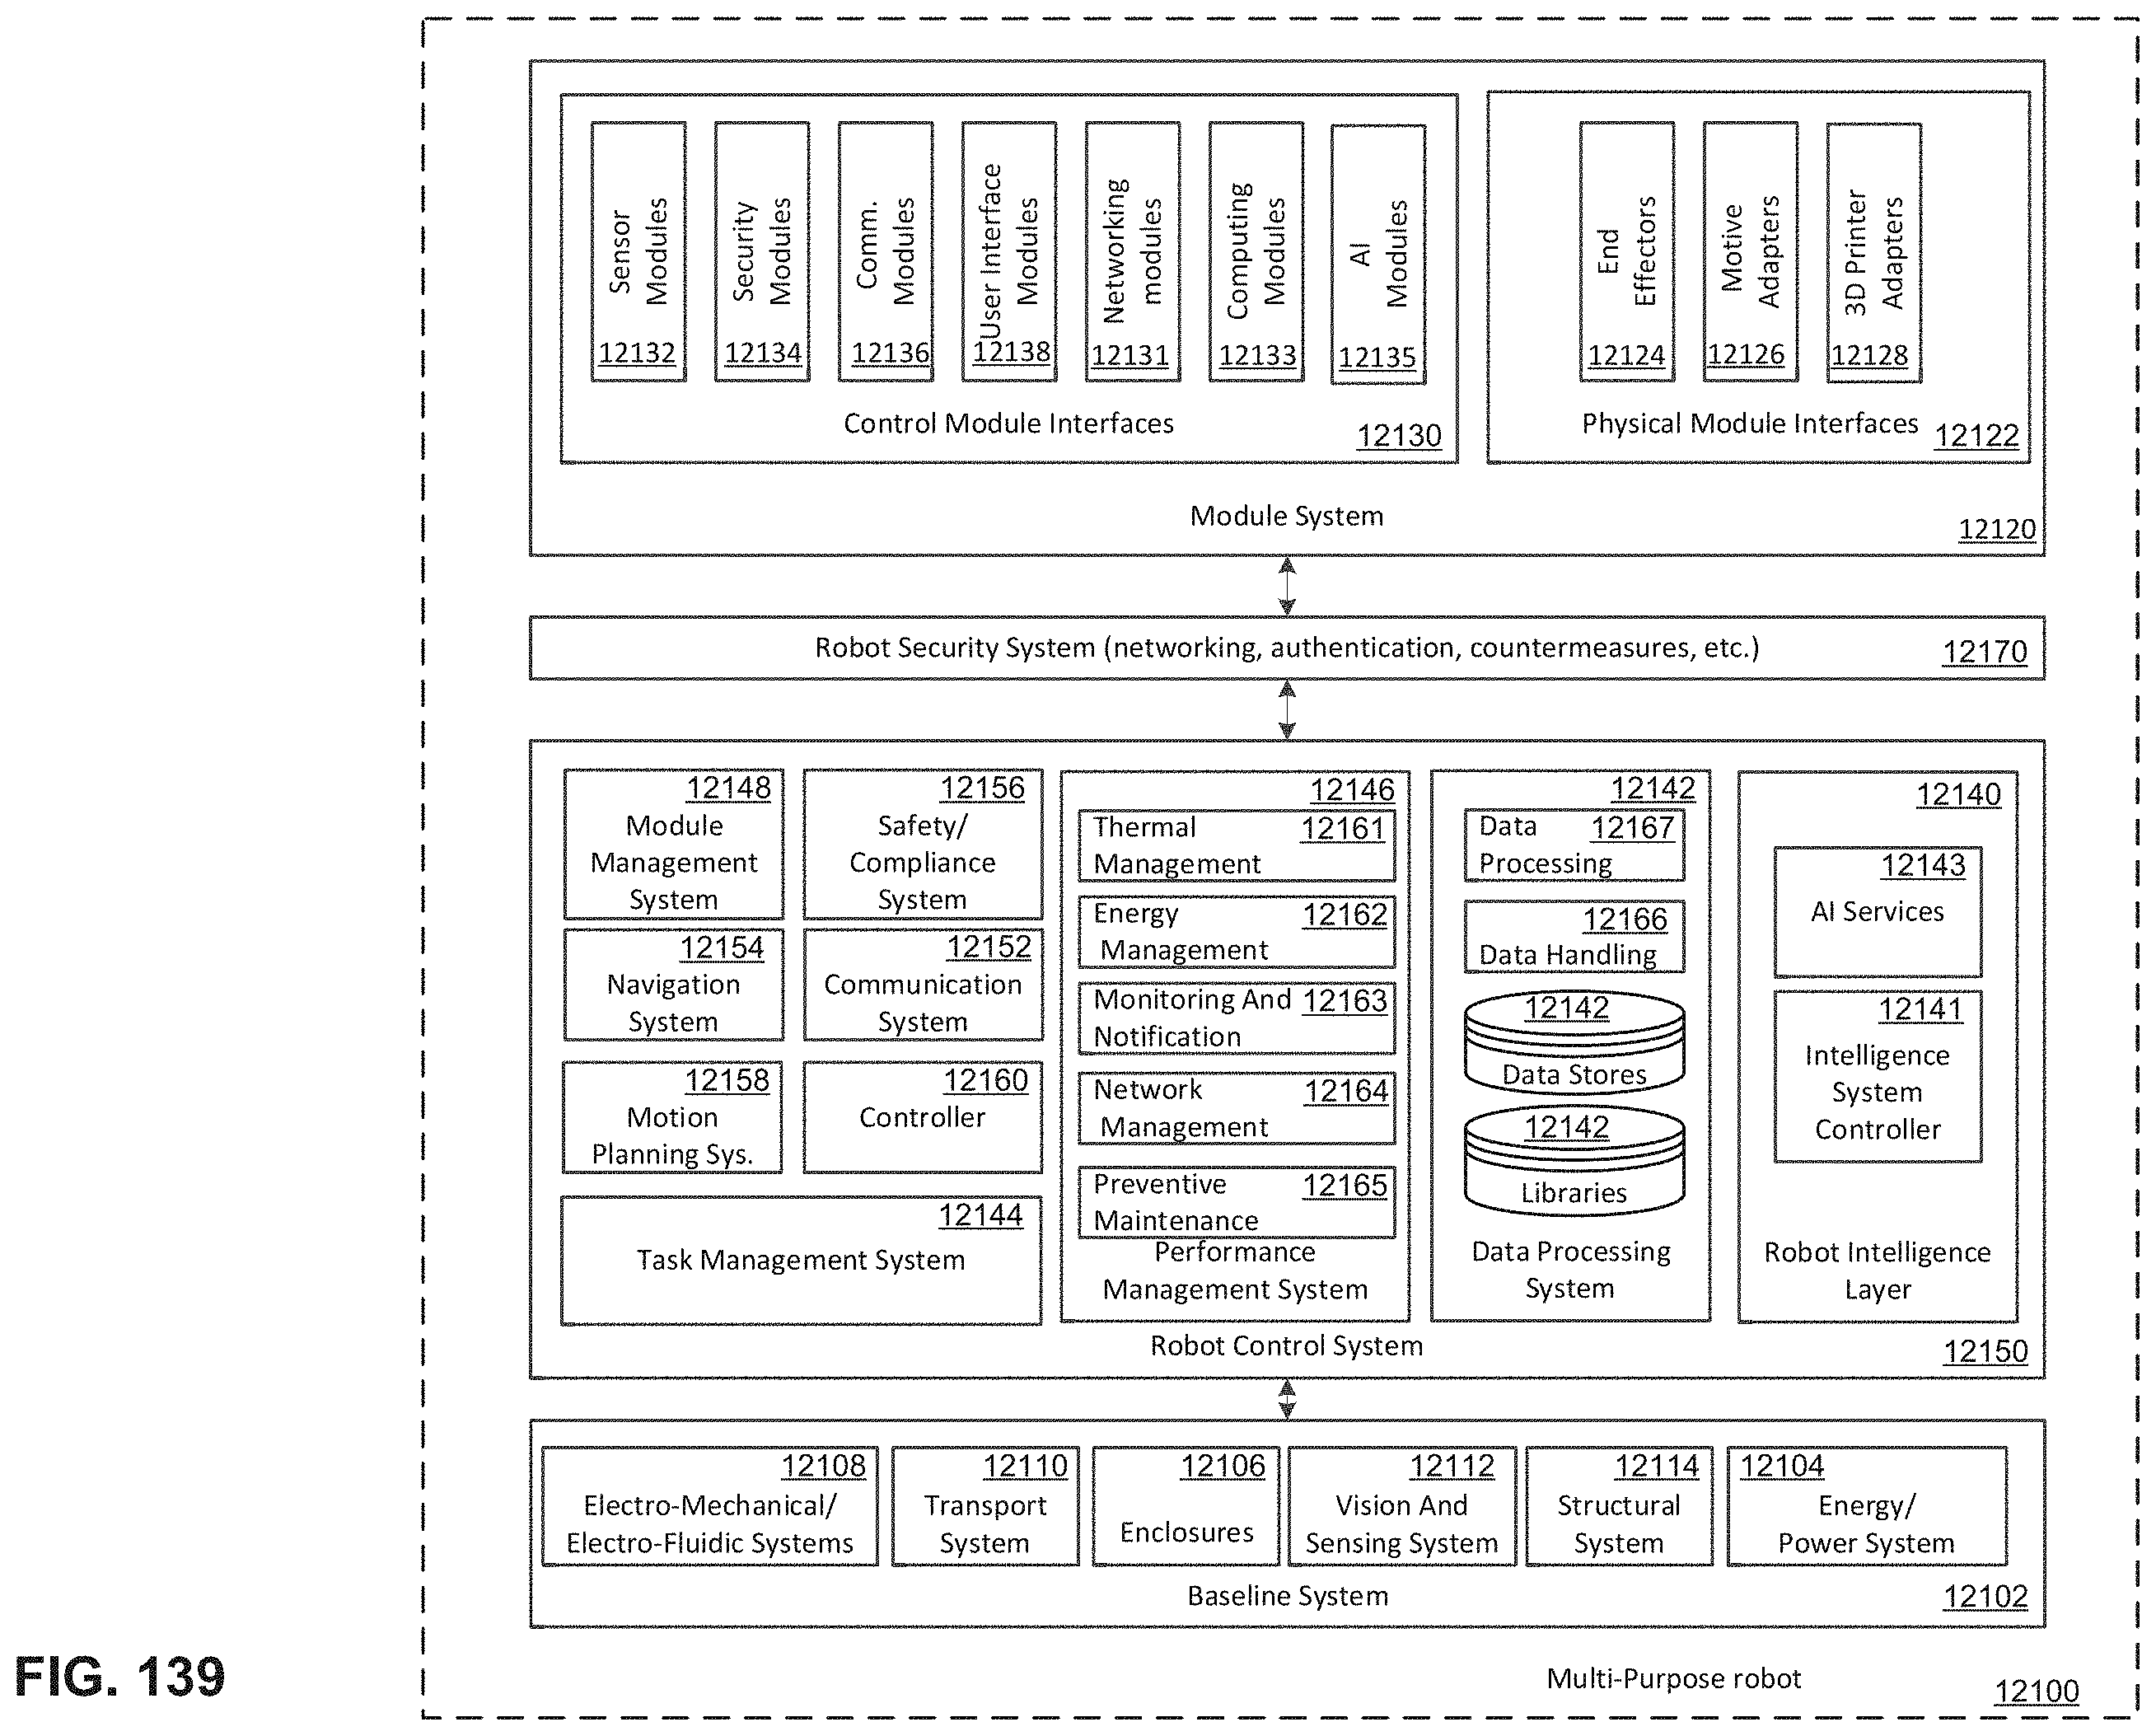 Sensor
Modules
12132
Security
Modules
12134
Comm.
Modules
12136
User Interface
Modules
12138
Networking
modules
12131
Computing
Modules
12133
AI
Modules
12135
Control Module Interfaces
12130
End
Effectors
12124
Motive
Adapters
12126
3D Printer
Adapters
12128
Physical Module Interfaces
12122
Module System
12120
Robot Security System (networking, authentication, countermeasures, etc.)
12170
12148
Module
Management
System
12156
Safety/
Compliance
System
12154
Navigation
System
12152
Communication
System
12158
Motion
Planning Sys.
12160
Controller
12144
Task Management System
12146
Thermal 12161
Management
Energy 12162
Management
Monitoring And 12163
Notification
Network 12164
Management
Preventive 12165
Maintenance
Performance
Management System
12142
Data 12167
Processing
12166
Data Handling
12142
Data Stores
12142
Libraries
Data Processing
System
12140
12143
AI Services
12141
Intelligence
System
Controller
Robot Intelligence
Layer
Robot Control System
12150
12108
Electro-Mechanical/
Electro-Fluidic Systems
12110
Transport
System
12106
Enclosures
12112
Vision And
Sensing System
12114
Structural
System
12104
Energy/
Power System
Baseline System
12102
Multi-Purpose robot
12100
FIG. 139